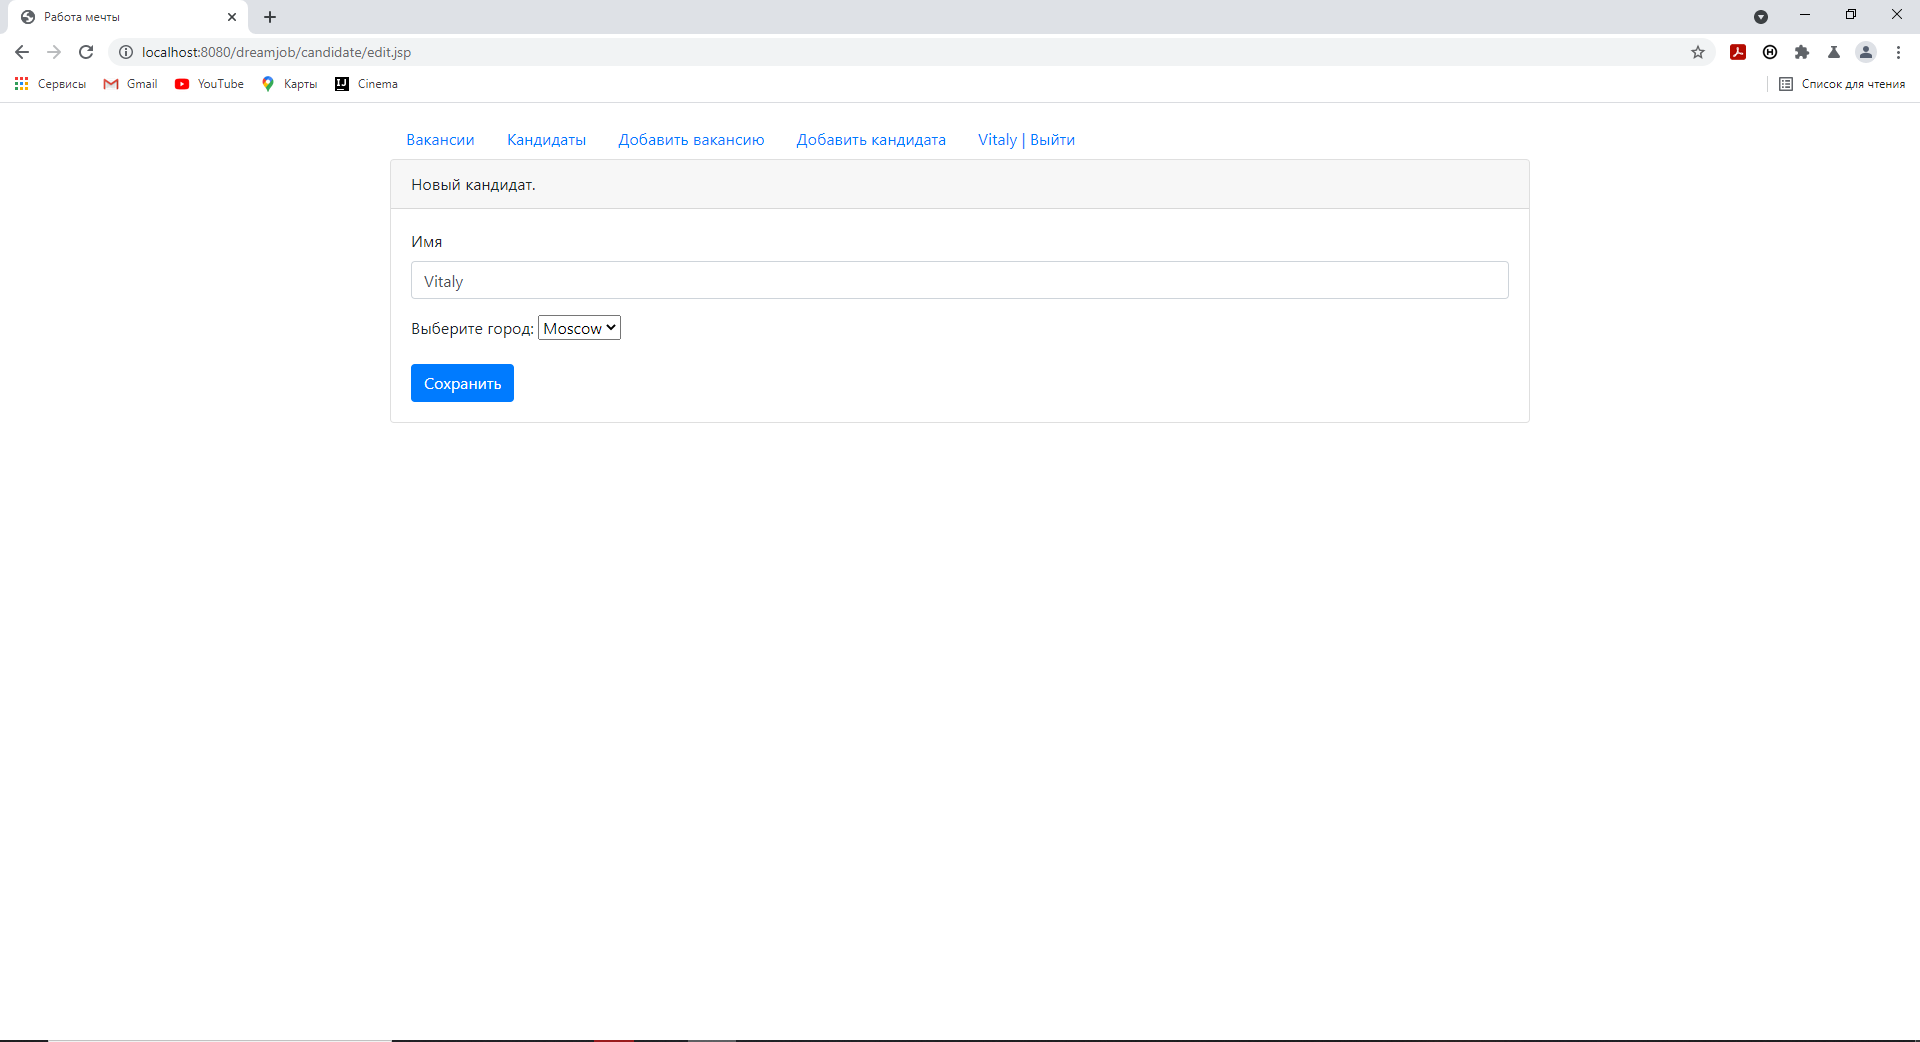 Работа мечты
localhost:8080/dreamjob/candidate/edit.jsp
Сервисы Gmail YouTube Карты Cinema Список для чтения
Вакансии Кандидаты Добавить вакансию Добавить кандидата Vitaly | Выйти
Новый кандидат.
Имя
Vitaly
Выберите город: Moscow
Сохранить